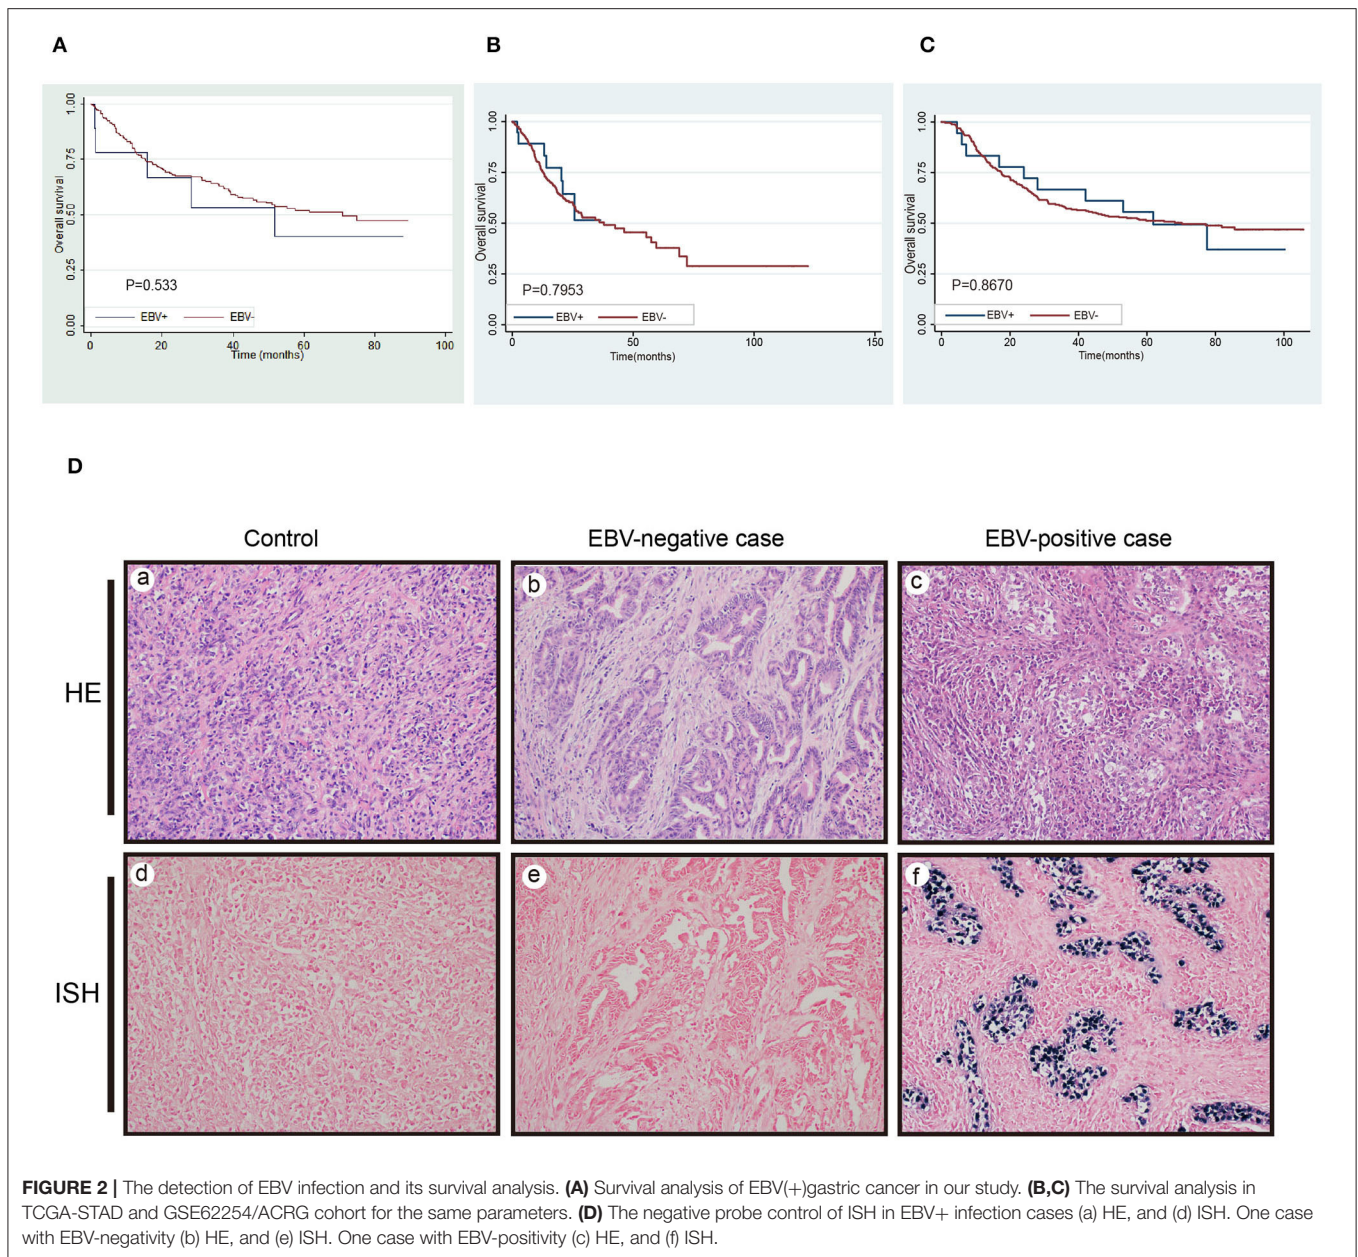 A
B
C
1.00
0.75
0.50
0.25
0.00
Overall survival
P=0.533
EBV+ EBV-
0 20 40 60 80 100
Time (months)
1.00
0.75
0.50
0.25
0.00
Overall survival
P=0.7953
EBV+ EBV-
0 50 100 150
Time(months)
1.00
0.75
0.50
0.25
0.00
Overall survival
P=0.8670
EBV+ EBV-
0 20 40 60 80 100
Time(months)
D
Control EBV-negative case EBV-positive case
HE
a b c
ISH
d e f
FIGURE 2 | The detection of EBV infection and its survival analysis. (A) Survival analysis of EBV(+)gastric cancer in our study. (B,C) The survival analysis in
TCGA-STAD and GSE62254/ACRG cohort for the same parameters. (D) The negative probe control of ISH in EBV+ infection cases (a) HE, and (d) ISH. One case
with EBV-negativity (b) HE, and (e) ISH. One case with EBV-positivity (c) HE, and (f) ISH.